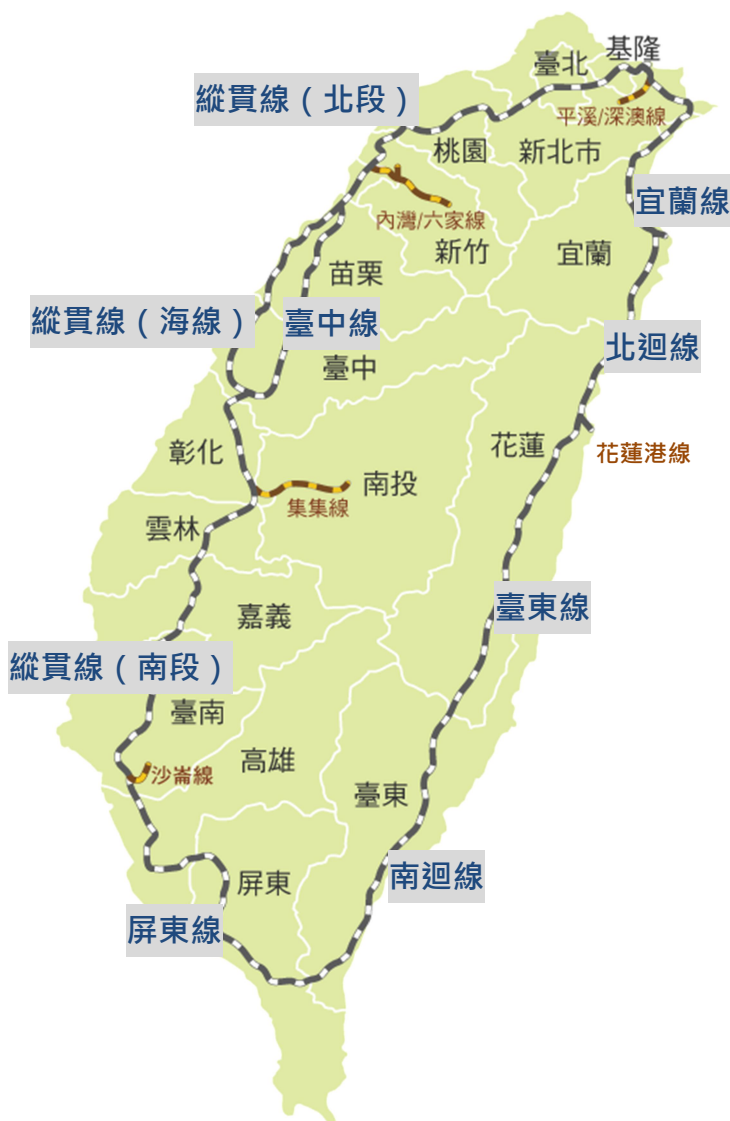 基隆
臺北
縱貫線（北段）
平溪/深澳線
桃園
新北市
宜蘭線
內灣/六家線
新竹
宜蘭
苗栗
縱貫線（海線）
臺中線
北迴線
臺中
彰化
花蓮
花蓮港線
南投
集集線
雲林
臺東線
嘉義
縱貫線（南段）
臺南
高雄
沙崙線
臺東
南迴線
屏東
屏東線